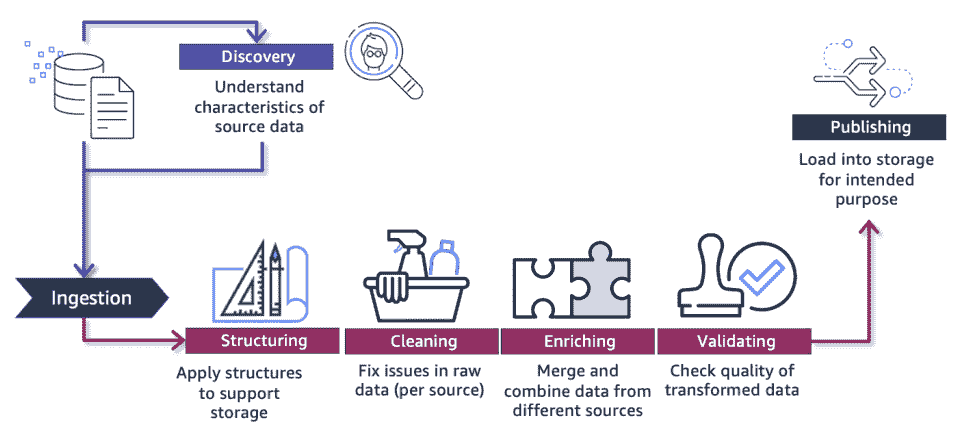 Discovery
Understand
characteristics of
source data
Publishing
Load into storage
for intended
purpose
Ingestion
Structuring
Apply structures
to support
storage
Cleaning
Fix issues in raw
data (per source)
Enriching
Merge and
combine data from
different sources
Validating
Check quality of
transformed data